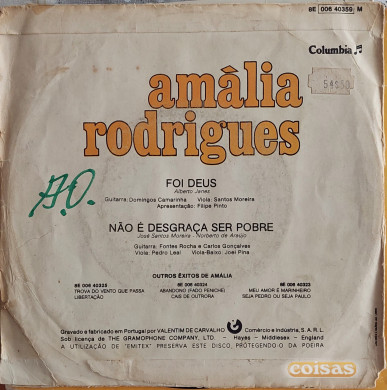 8E 006 40359 M
Columbia
54$50
amália
rodrigues
A.O.
FOI DEUS
Alberto Janes
Guitarra: Domingos Camarinha Viola: Santos Moreira
Apresentação: Filipe Pinto
NÃO É DESGRAÇA SER POBRE
José Santos Moreira - Norberto de Araújo
Guitarra: Fontes Rocha e Carlos Gonçalves
Viola: Pedro Leal Viola-Baixo: Joel Pina
OUTROS ÊXITOS DE AMÁLIA
8E 006 40325 8E 006 40324 8E 006 40323
TROVA DO VENTO QUE PASSA ABANDONO (FADO PENICHE) MEU AMOR É MARINHEIRO
LIBERTAÇÃO CAIS DE OUTRORA SEJA PEDRO OU SEJA PAULO
Gravado e fabricado em Portugal por VALENTIM DE CARVALHO Comércio e Indústria, S.A.R.L.
Sob licença de THE GRAMOPHONE COMPANY, LTD. - Hayes - Middlesex - England
A UTILIZAÇÃO DE "EMITEX" PRESERVA ESTE DISCO, PROTEGENDO-O DA POEIRA
coisas